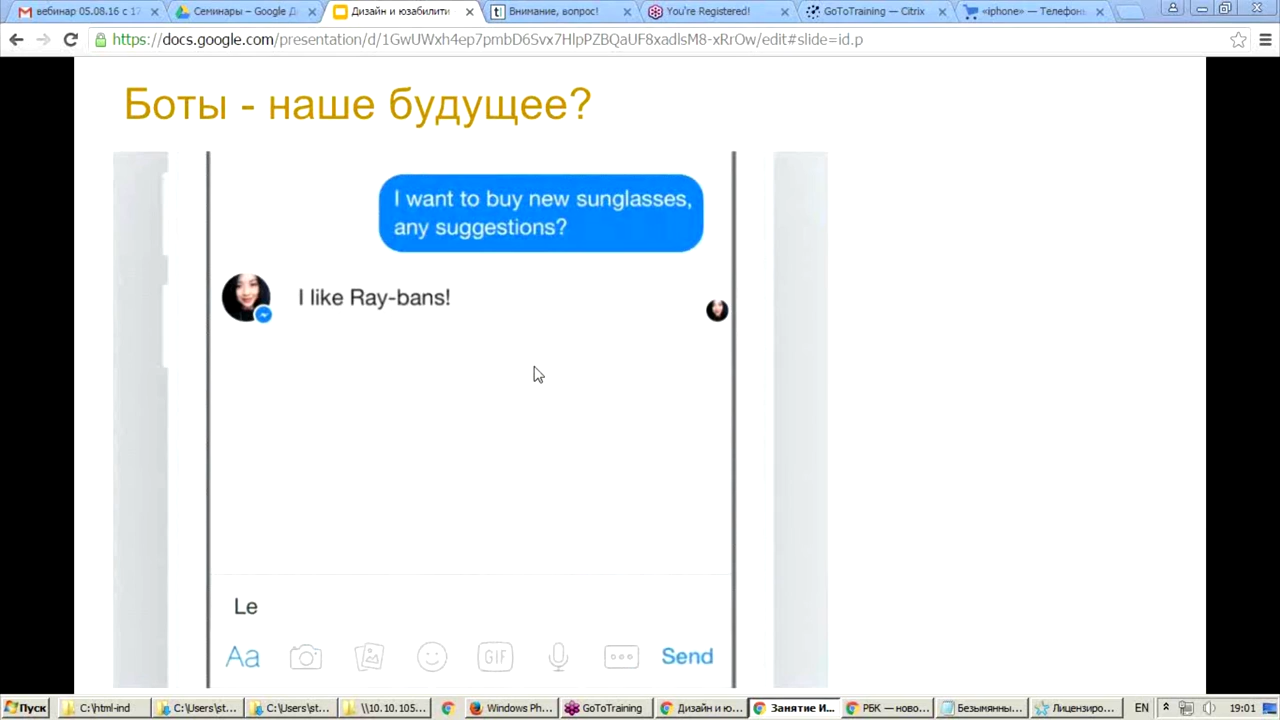 вебинар 05.08.16 с 17
Семинары – Google Д
Дизайн и юзабилити
Внимание, вопрос!
You're Registered!
GoToTraining — Citrix
«iphone» — Телефон
https://docs.google.com/presentation/d/1GwUWxh4ep7pmbD6Svx7HlpPZBQaUF8xadlsM8-xRrOw/edit#slide=id.p
Боты - наше будущее?
I want to buy new sunglasses,
any suggestions?
I like Ray-bans!
Le
Aa
GIF
Send
Пуск
C:\html-ind
C:\Users\st...
C:\Users\st...
\\10.10.105...
Windows Ph...
GoToTraining
Дизайн и ю...
Занятие И...
РБК — ново...
Безымянны...
Лицензиро...
EN
19:01